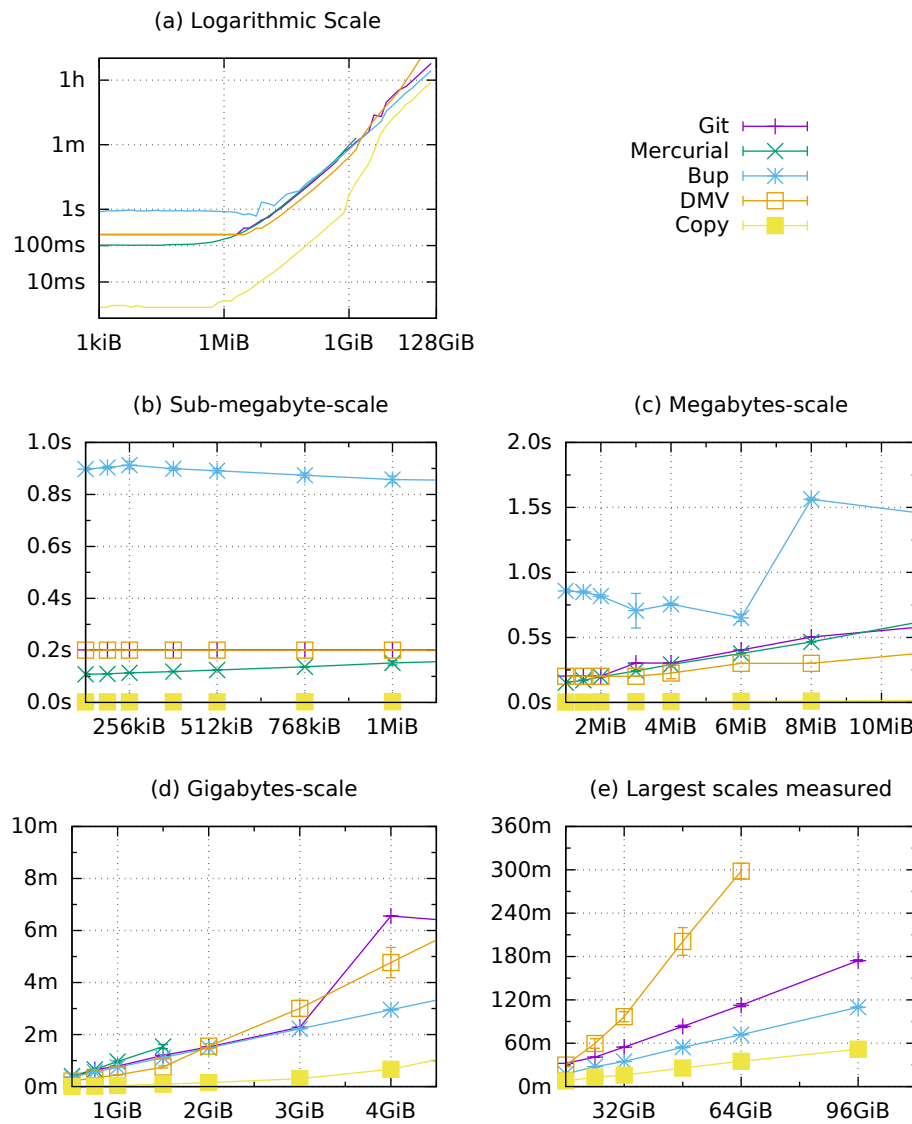 (a) Logarithmic Scale
1h
1m
1s
100ms
10ms
1kiB 1MiB 1GiB 128GiB
Git
Mercurial
Bup
DMV
Copy
(b) Sub-megabyte-scale
1.0s
0.8s
0.6s
0.4s
0.2s
0.0s
256kiB 512kiB 768kiB 1MiB
(c) Megabytes-scale
2.0s
1.5s
1.0s
0.5s
0.0s
2MiB 4MiB 6MiB 8MiB 10MiB
(d) Gigabytes-scale
10m
8m
6m
4m
2m
0m
1GiB 2GiB 3GiB 4GiB
(e) Largest scales measured
360m
300m
240m
180m
120m
60m
0m
32GiB 64GiB 96GiB